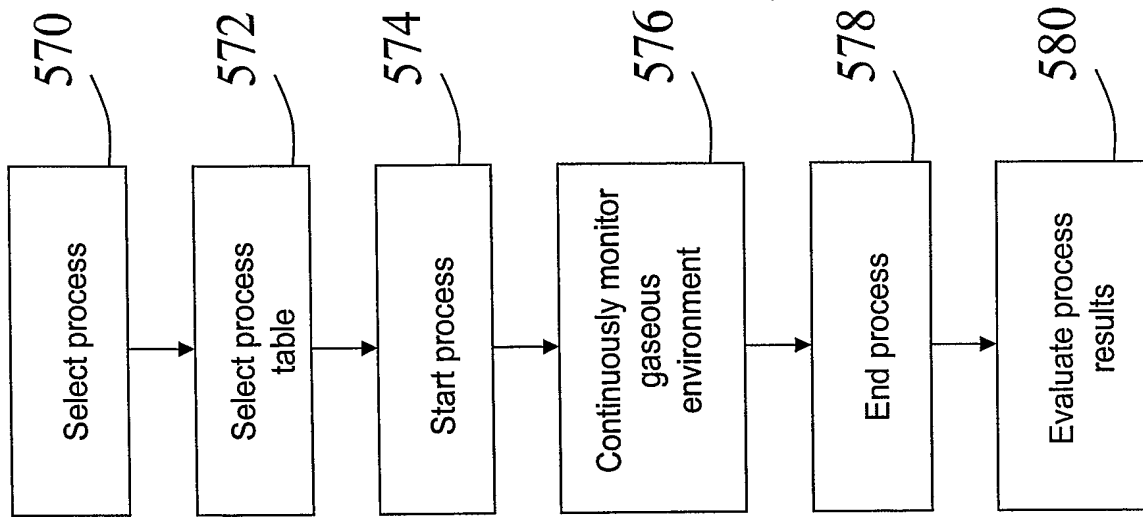 570
Select process
572
Select process
table
574
Start process
576
Continuously monitor
gaseous
environment
578
End process
580
Evaluate process
results